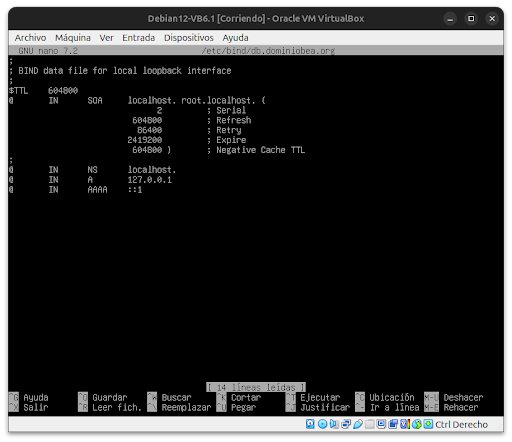 Debian12-VB6.1 [Corriendo] - Oracle VM VirtualBox
Archivo Máquina Ver Entrada Dispositivos Ayuda
GNU nano 7.2 /etc/bind/db.dominiobea.org
;
; BIND data file for local loopback interface
;
$TTL 604800
@ IN SOA localhost. root.localhost. (
2 ; Serial
604800 ; Refresh
86400 ; Retry
2419200 ; Expire
604800 ) ; Negative Cache TTL
;
@ IN NS localhost.
@ IN A 127.0.0.1
@ IN AAAA ::1
[ 14 líneas leídas ]
^G Ayuda ^O Guardar ^W Buscar ^K Cortar ^T Ejecutar ^C Ubicación M-U Deshacer
^X Salir ^R Leer fich. ^\ Reemplazar ^U Pegar ^J Justificar ^- Ir a línea M-E Rehacer
Ctrl Derecho